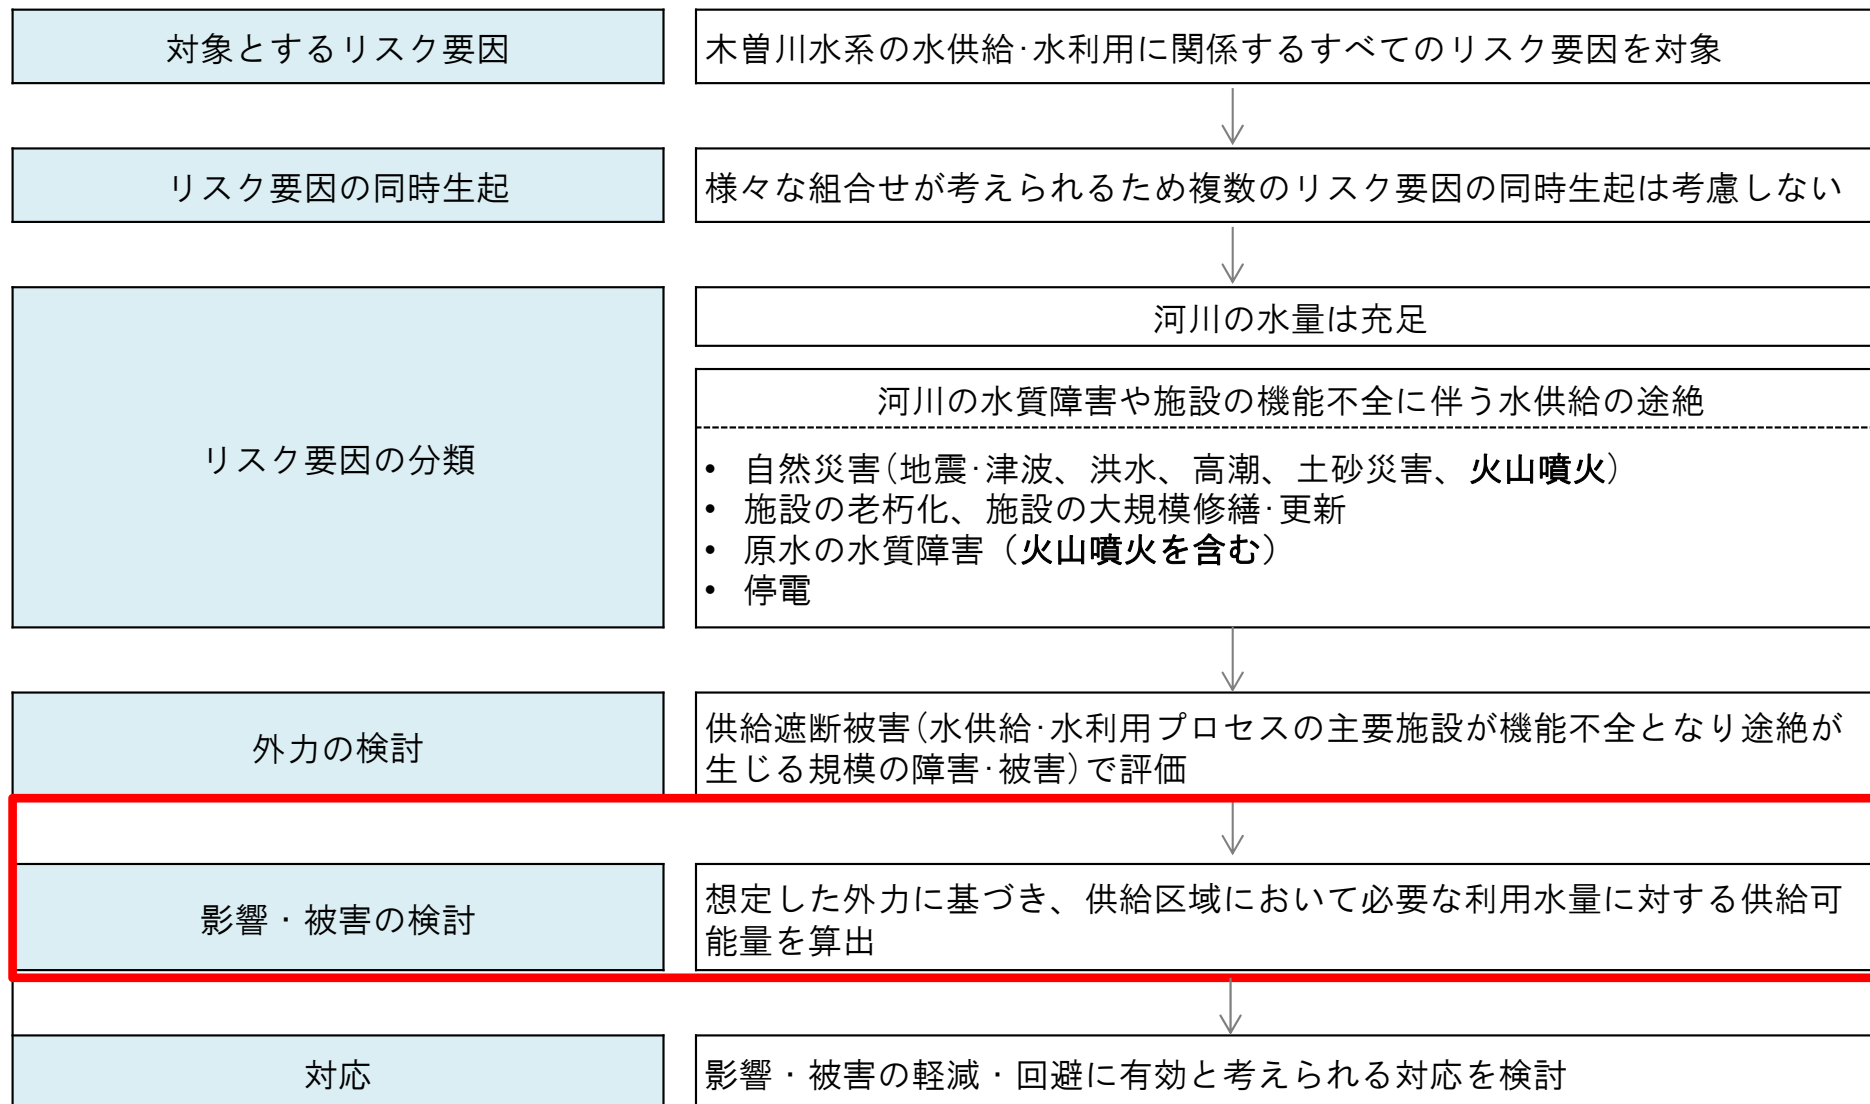 対象とするリスク要因
木曽川水系の水供給･水利用に関係するすべてのリスク要因を対象
リスク要因の同時生起
様々な組合せが考えられるため複数のリスク要因の同時生起は考慮しない
リスク要因の分類
河川の水量は充足
河川の水質障害や施設の機能不全に伴う水供給の途絶
• 自然災害(地震･津波、洪水、高潮、土砂災害、火山噴火)
• 施設の老朽化、施設の大規模修繕･更新
• 原水の水質障害（火山噴火を含む）
• 停電
外力の検討
供給遮断被害(水供給･水利用プロセスの主要施設が機能不全となり途絶が
生じる規模の障害･被害)で評価
影響・被害の検討
想定した外力に基づき、供給区域において必要な利用水量に対する供給可
能量を算出
対応
影響・被害の軽減・回避に有効と考えられる対応を検討